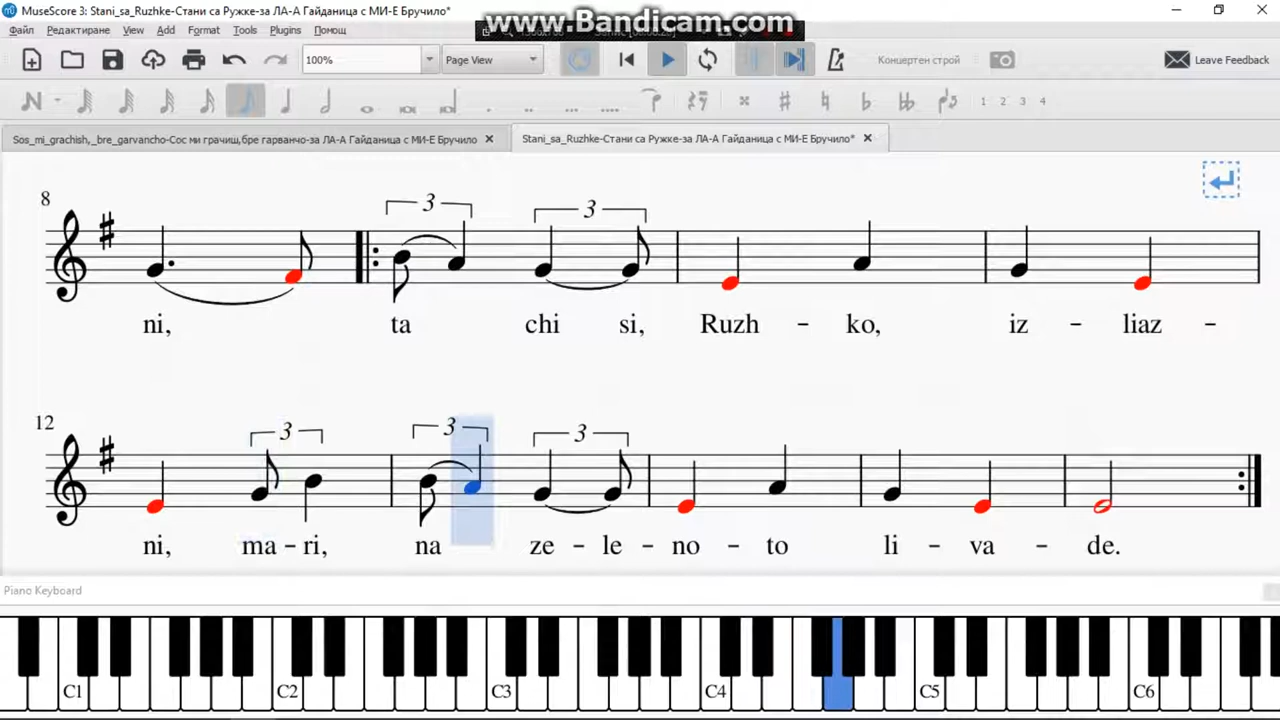 www.Bandicam.com
MuseScore 3: Stani_sa_Ruzhke-Стани са Ружке-за ЛА-А Гайданица с МИ-Е Бручило*
Файл Редактиране View Add Format Tools Plugins Помощ
100% Page View Концертен строй Leave Feedback
1 2 3 4
Sos_mi_grachish,_bre_garvancho-Сос ми грачиш,бре гарванчо-за ЛА-А Гайданица с МИ-Е Бручило Stani_sa_Ruzhke-Стани са Ружке-за ЛА-А Гайданица с МИ-Е Бручило*
8
3 3
ni, ta chi si, Ruzh - ko, iz - liaz -
12
3 3 3
ni, ma - ri, na ze - le - no - to li - va - de.
Piano Keyboard
C1 C2 C3 C4 C5 C6